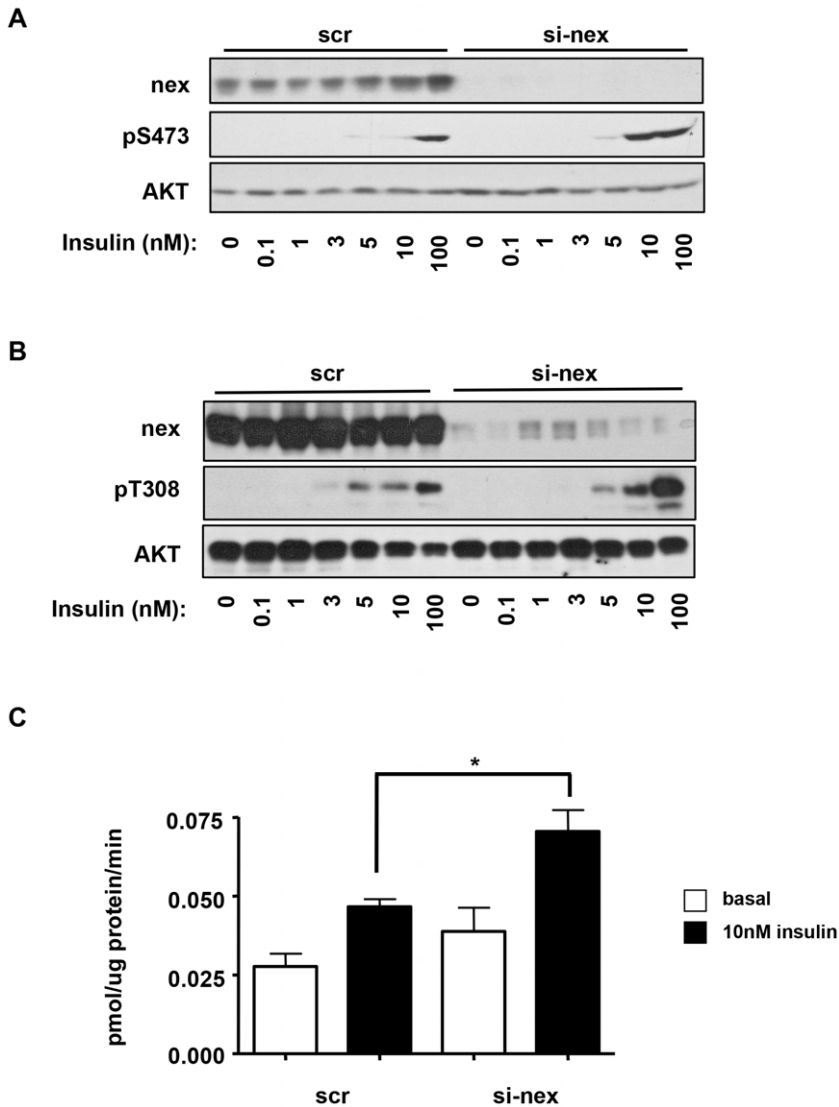 A
scr si-nex
nex
pS473
AKT
Insulin (nM): 0 0.1 1 3 5 10 100 0 0.1 1 3 5 10 100
B
scr si-nex
nex
pT308
AKT
Insulin (nM): 0 0.1 1 3 5 10 100 0 0.1 1 3 5 10 100
C
*
pmol/ug protein/min
0.075
0.050
0.025
0.000
basal
10nM insulin
scr si-nex